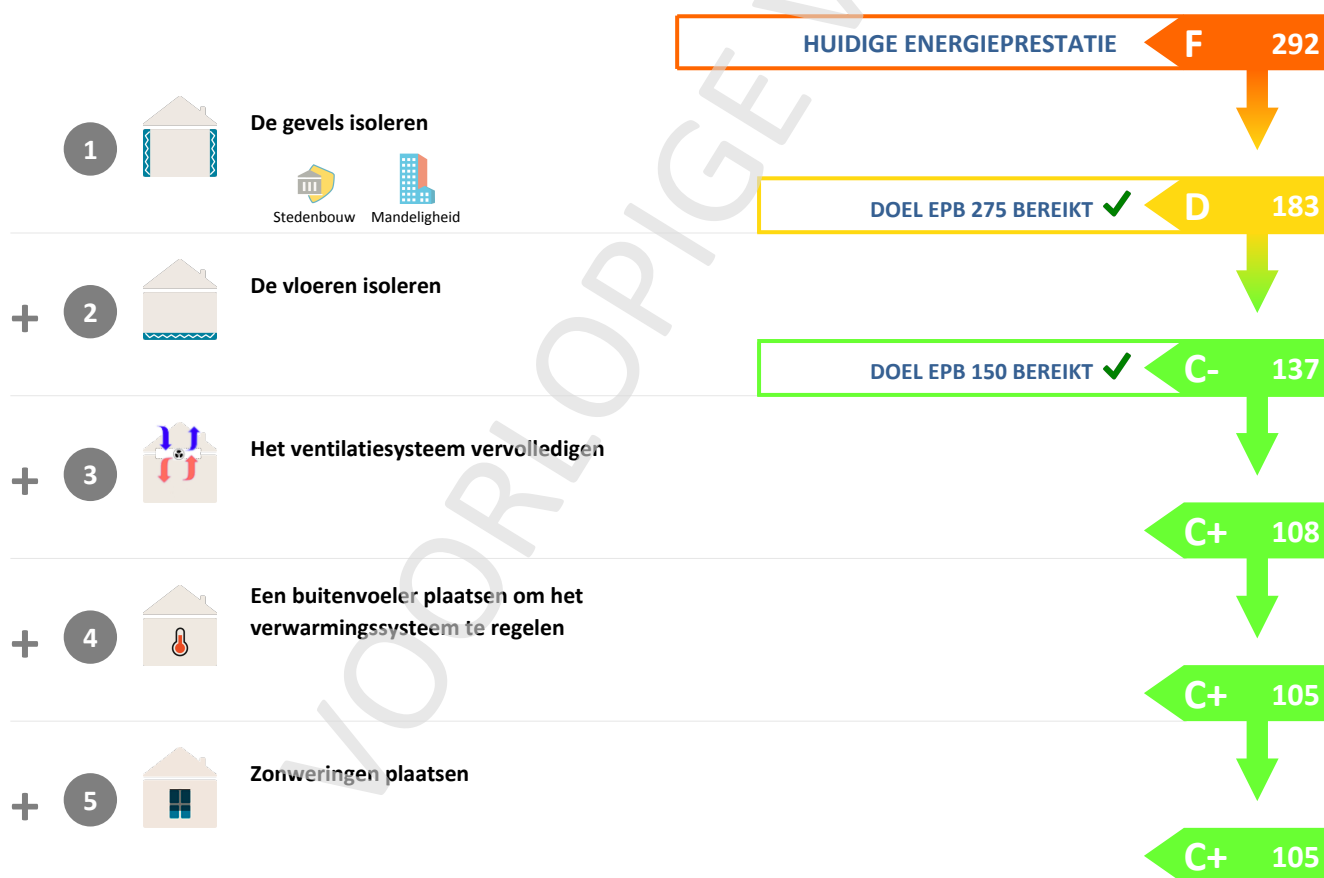 HUIDIGE ENERGIEPRESTATIE F 292
1 De gevels isoleren
Stedenbouw Mandeligheid
DOEL EPB 275 BEREIKT ✔ D 183
+ 2 De vloeren isoleren
DOEL EPB 150 BEREIKT ✔ C- 137
+ 3 Het ventilatiesysteem vervolledigen
C+ 108
+ 4 Een buitenvoeler plaatsen om het
verwarmingssysteem te regelen
C+ 105
+ 5 Zonweringen plaatsen
C+ 105
VOORLOPIGE V